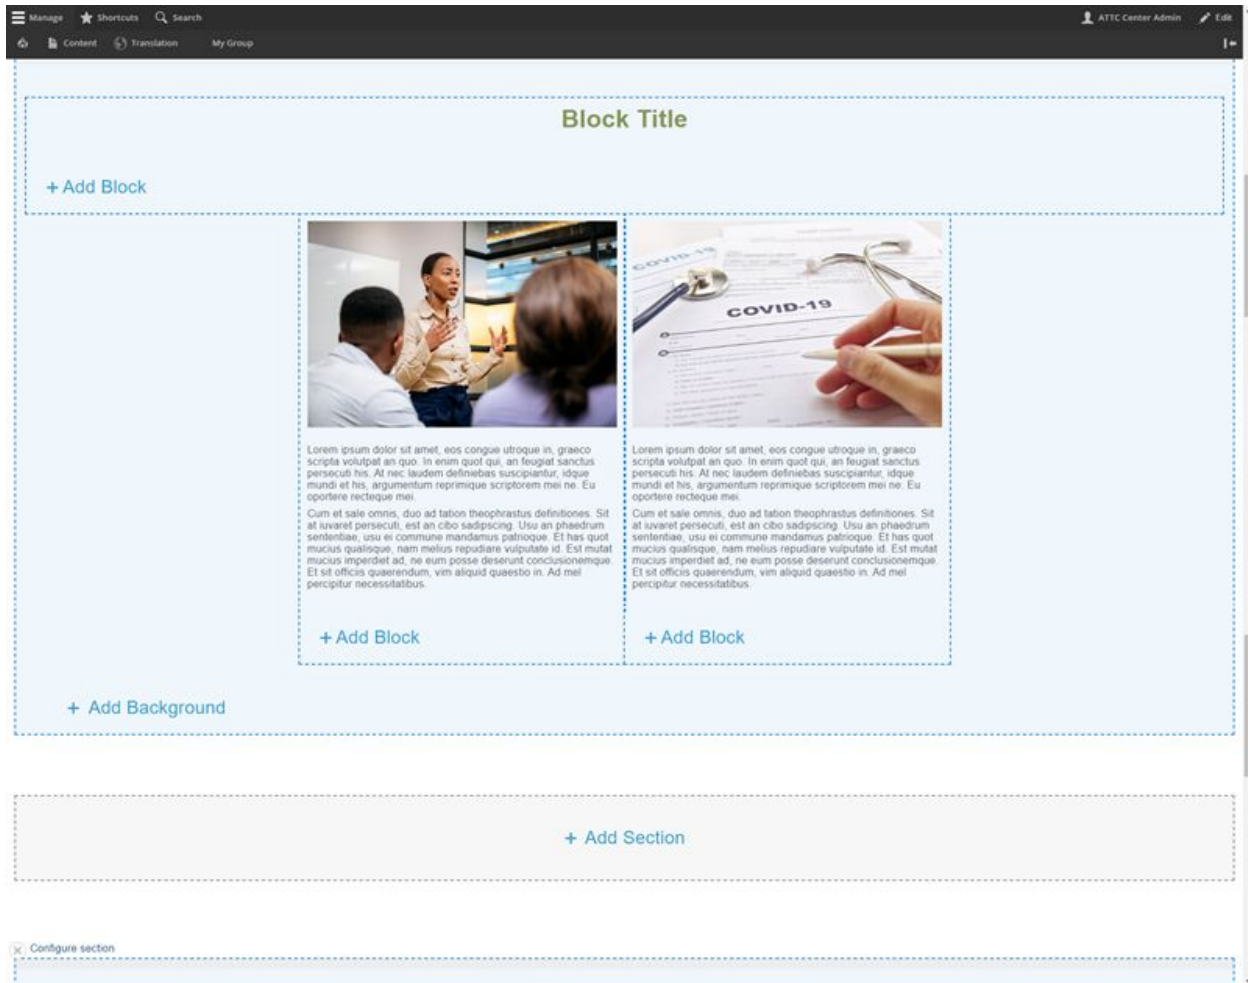 Manage Shortcuts Search ATTC Center Admin Edit
Content Translation My Group
Block Title
+ Add Block
COVID-19
COVID-19
Lorem ipsum dolor sit amet, eos congue utroque in, graeco
scripta volutpat an quo. In enim quot qui, an feugiat sanctus
persecuti his. At nec laudem definiebas suscipiantur, idque
mundi et his, argumentum reprimique scriptorem mei ne. Eu
oportere recteque mei.
Cum et sale omnis, duo ad tation theophrastus definitiones. Sit
at iuvaret persecuti, est an cibo sadipscing. Usu an phaedrum
sententiae, usu ei commune mandamus patrioque. Et has quot
mucius qualisque, nam melius repudiare vulputate id. Est mutat
mucius imperdiet ad, ne eum posse deserunt conclusionemque.
Et sit officiis quaerendum, vim aliquid quaestio in. Ad mel
percipitur necessitatibus.
+ Add Block
Lorem ipsum dolor sit amet, eos congue utroque in, graeco
scripta volutpat an quo. In enim quot qui, an feugiat sanctus
persecuti his. At nec laudem definiebas suscipiantur, idque
mundi et his, argumentum reprimique scriptorem mei ne. Eu
oportere recteque mei.
Cum et sale omnis, duo ad tation theophrastus definitiones. Sit
at iuvaret persecuti, est an cibo sadipscing. Usu an phaedrum
sententiae, usu ei commune mandamus patrioque. Et has quot
mucius qualisque, nam melius repudiare vulputate id. Est mutat
mucius imperdiet ad, ne eum posse deserunt conclusionemque.
Et sit officiis quaerendum, vim aliquid quaestio in. Ad mel
percipitur necessitatibus.
+ Add Block
+ Add Background
+ Add Section
Configure section